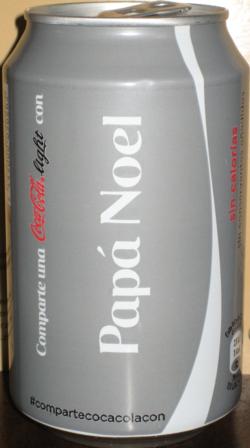 Comparte una Coca-Cola light con
Papá Noel
sin calorías
#compartecocacolacon